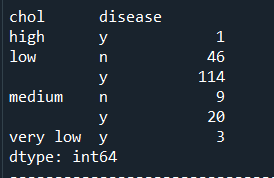 chol      disease
high      y            1
low       n           46
          y          114
medium    n            9
          y           20
very low  y            3
dtype: int64